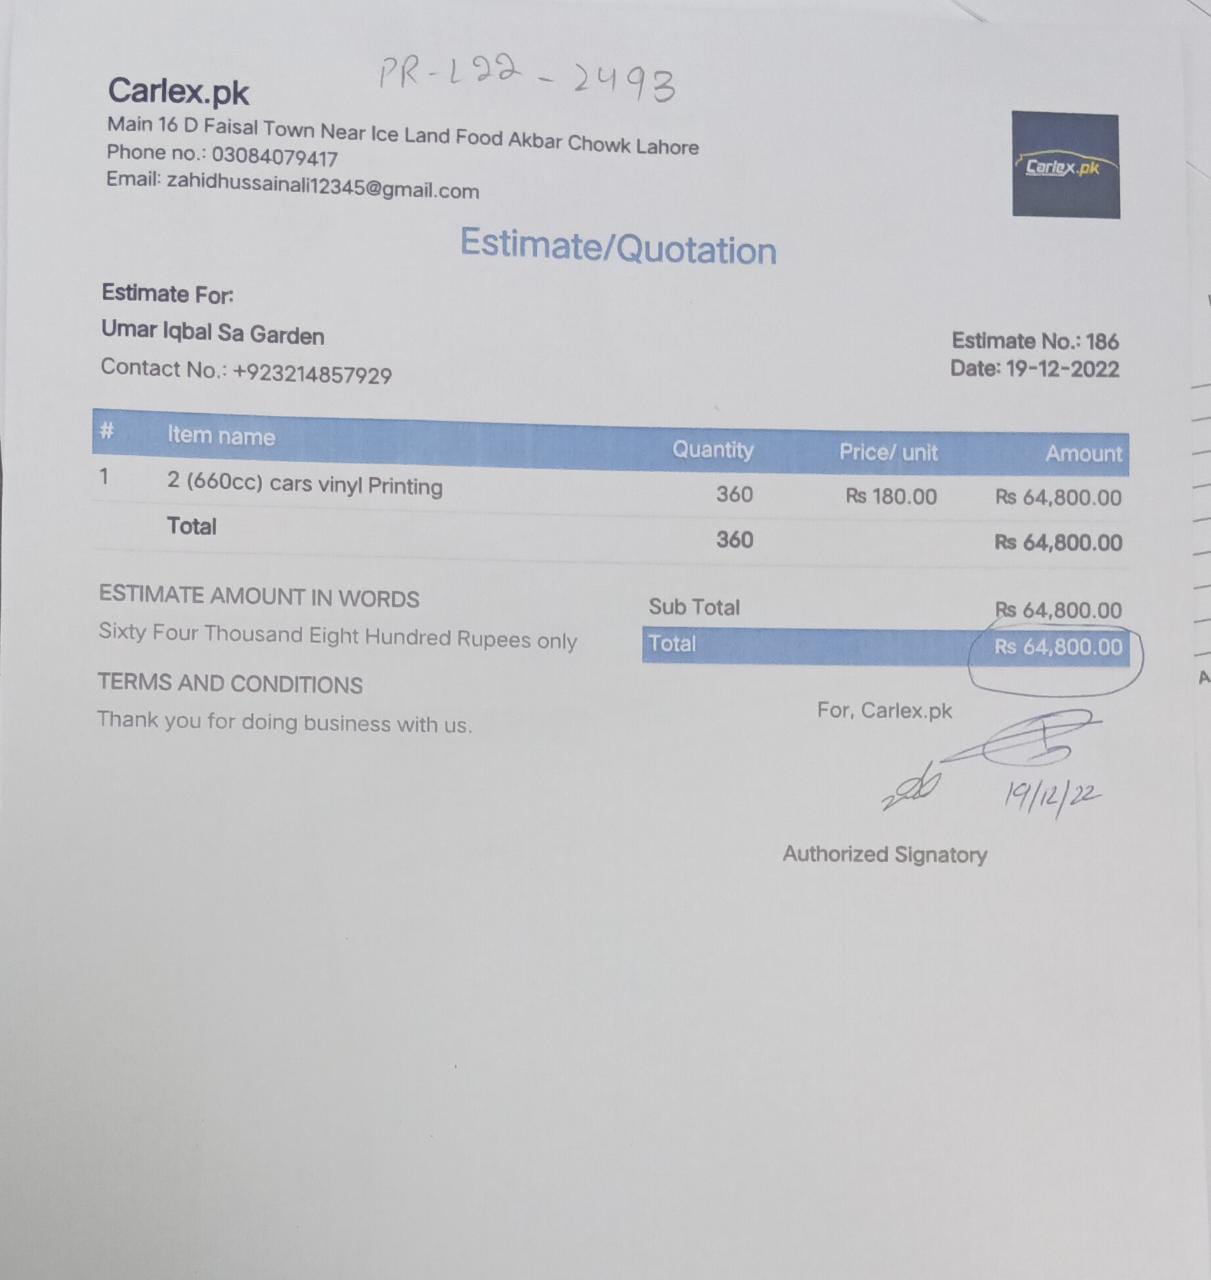 PR-L22-2493
Carlex.pk
Main 16 D Faisal Town Near Ice Land Food Akbar Chowk Lahore
Phone no.: 03084079417
Email: zahidhussainali12345@gmail.com
Carlex.pk
Estimate/Quotation
Estimate For:
Umar Iqbal Sa Garden
Contact No.: +923214857929
Estimate No.: 186
Date: 19-12-2022
# Item name Quantity Price/ unit Amount
1 2 (660cc) cars vinyl Printing 360 Rs 180.00 Rs 64,800.00
Total 360 Rs 64,800.00
ESTIMATE AMOUNT IN WORDS
Sixty Four Thousand Eight Hundred Rupees only
TERMS AND CONDITIONS
Thank you for doing business with us.
Sub Total Rs 64,800.00
Total Rs 64,800.00
For, Carlex.pk
19/12/22
Authorized Signatory